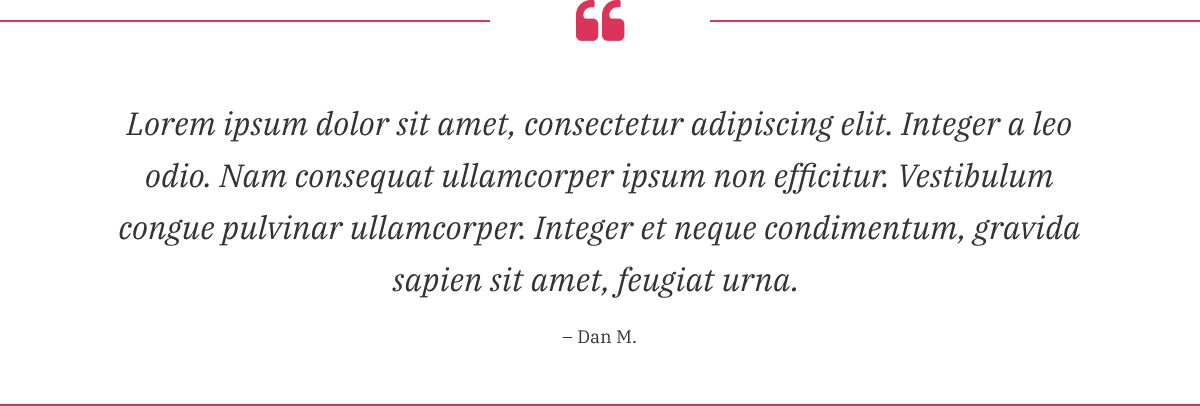 Lorem ipsum dolor sit amet, consectetur adipiscing elit. Integer a leo
odio. Nam consequat ullamcorper ipsum non efficitur. Vestibulum
congue pulvinar ullamcorper. Integer et neque condimentum, gravida
sapien sit amet, feugiat urna.
– Dan M.